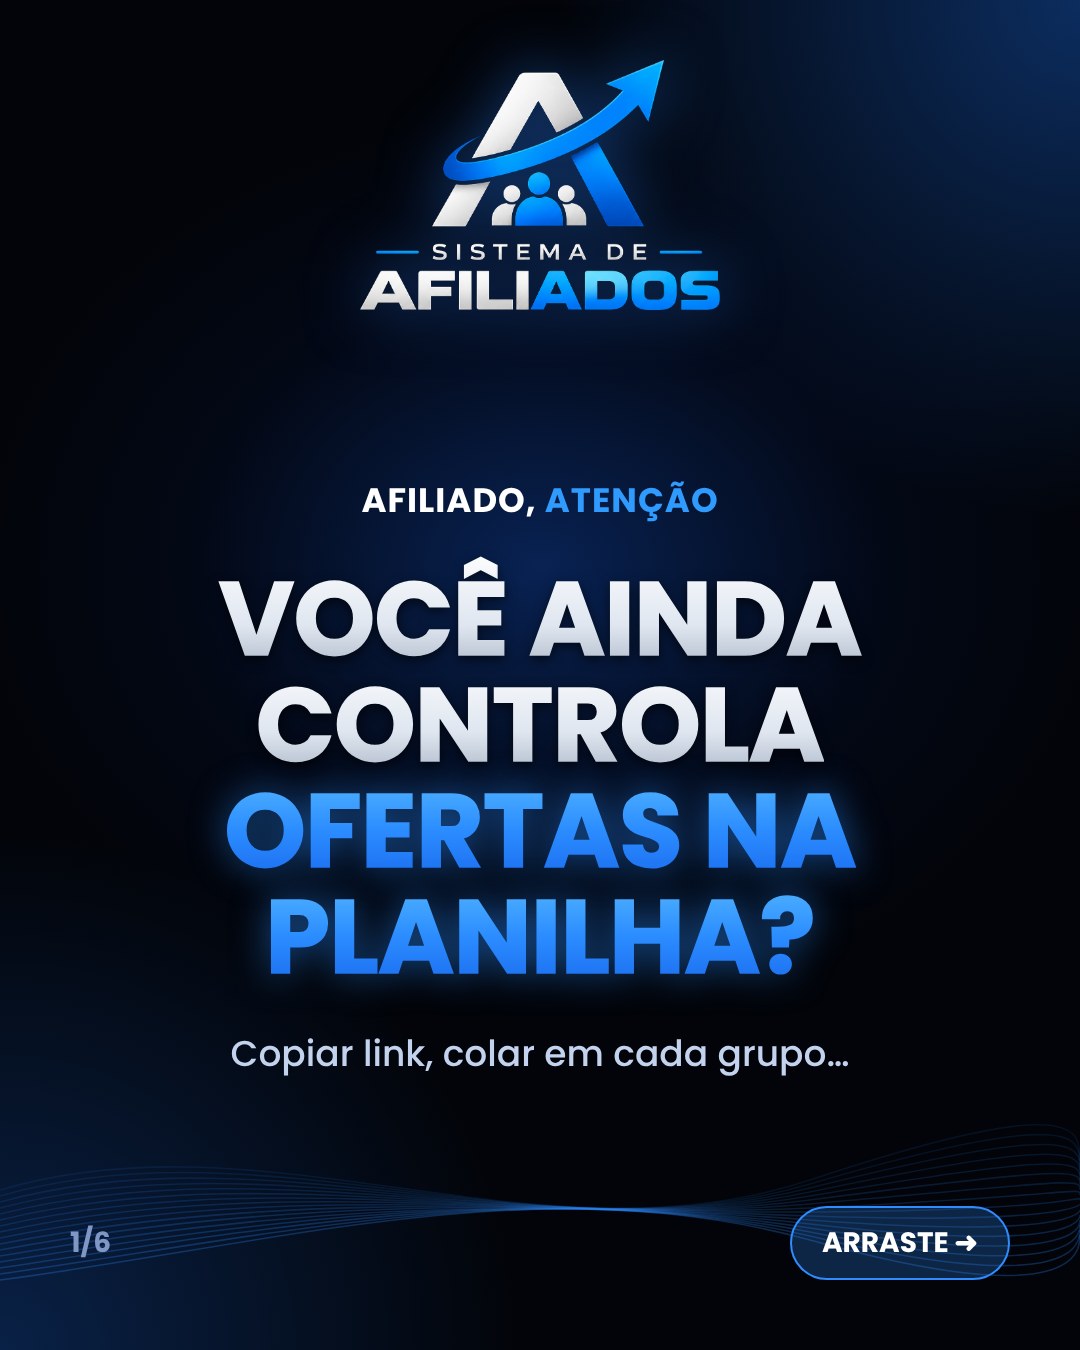 SISTEMA DE
AFILIADOS
AFILIADO, ATENÇÃO
VOCÊ AINDA
CONTROLA
OFERTAS NA
PLANILHA?
Copiar link, colar em cada grupo...
1/6
ARRASTE →